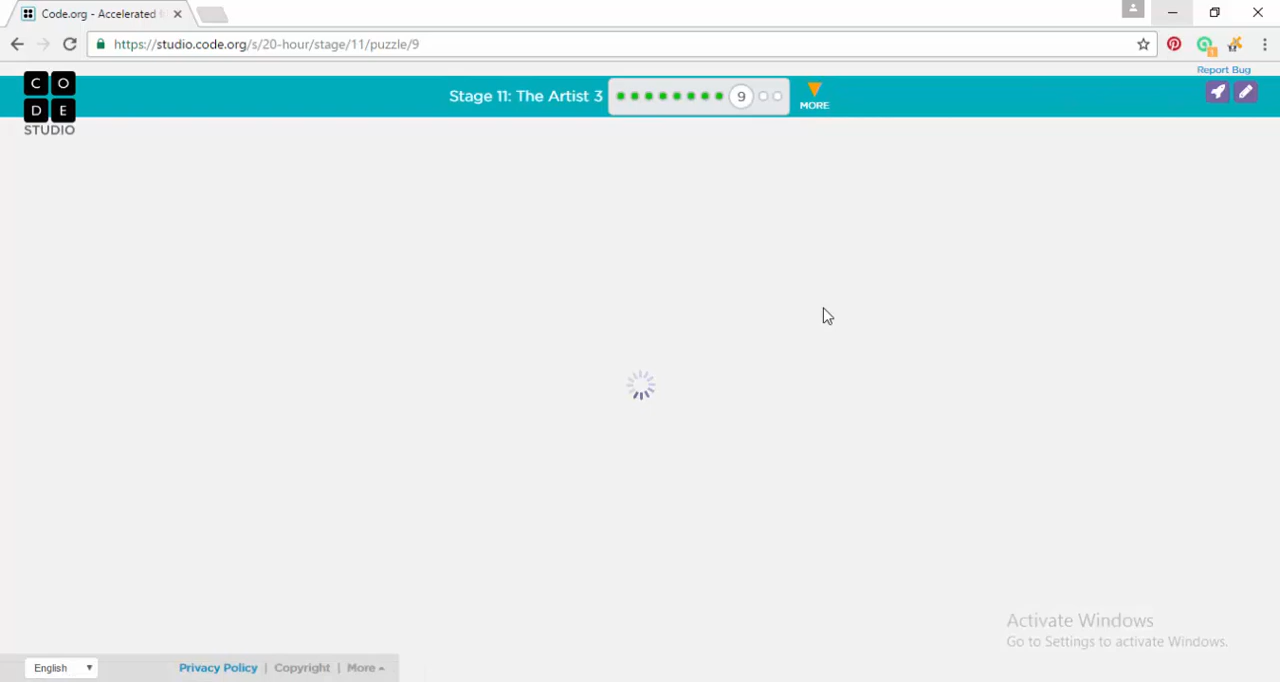 Code.org - Accelerated
https://studio.code.org/s/20-hour/stage/11/puzzle/9
Report Bug
C O
D E
STUDIO
Stage 11: The Artist 3
9
MORE
Activate Windows
Go to Settings to activate Windows.
English
Privacy Policy | Copyright | More